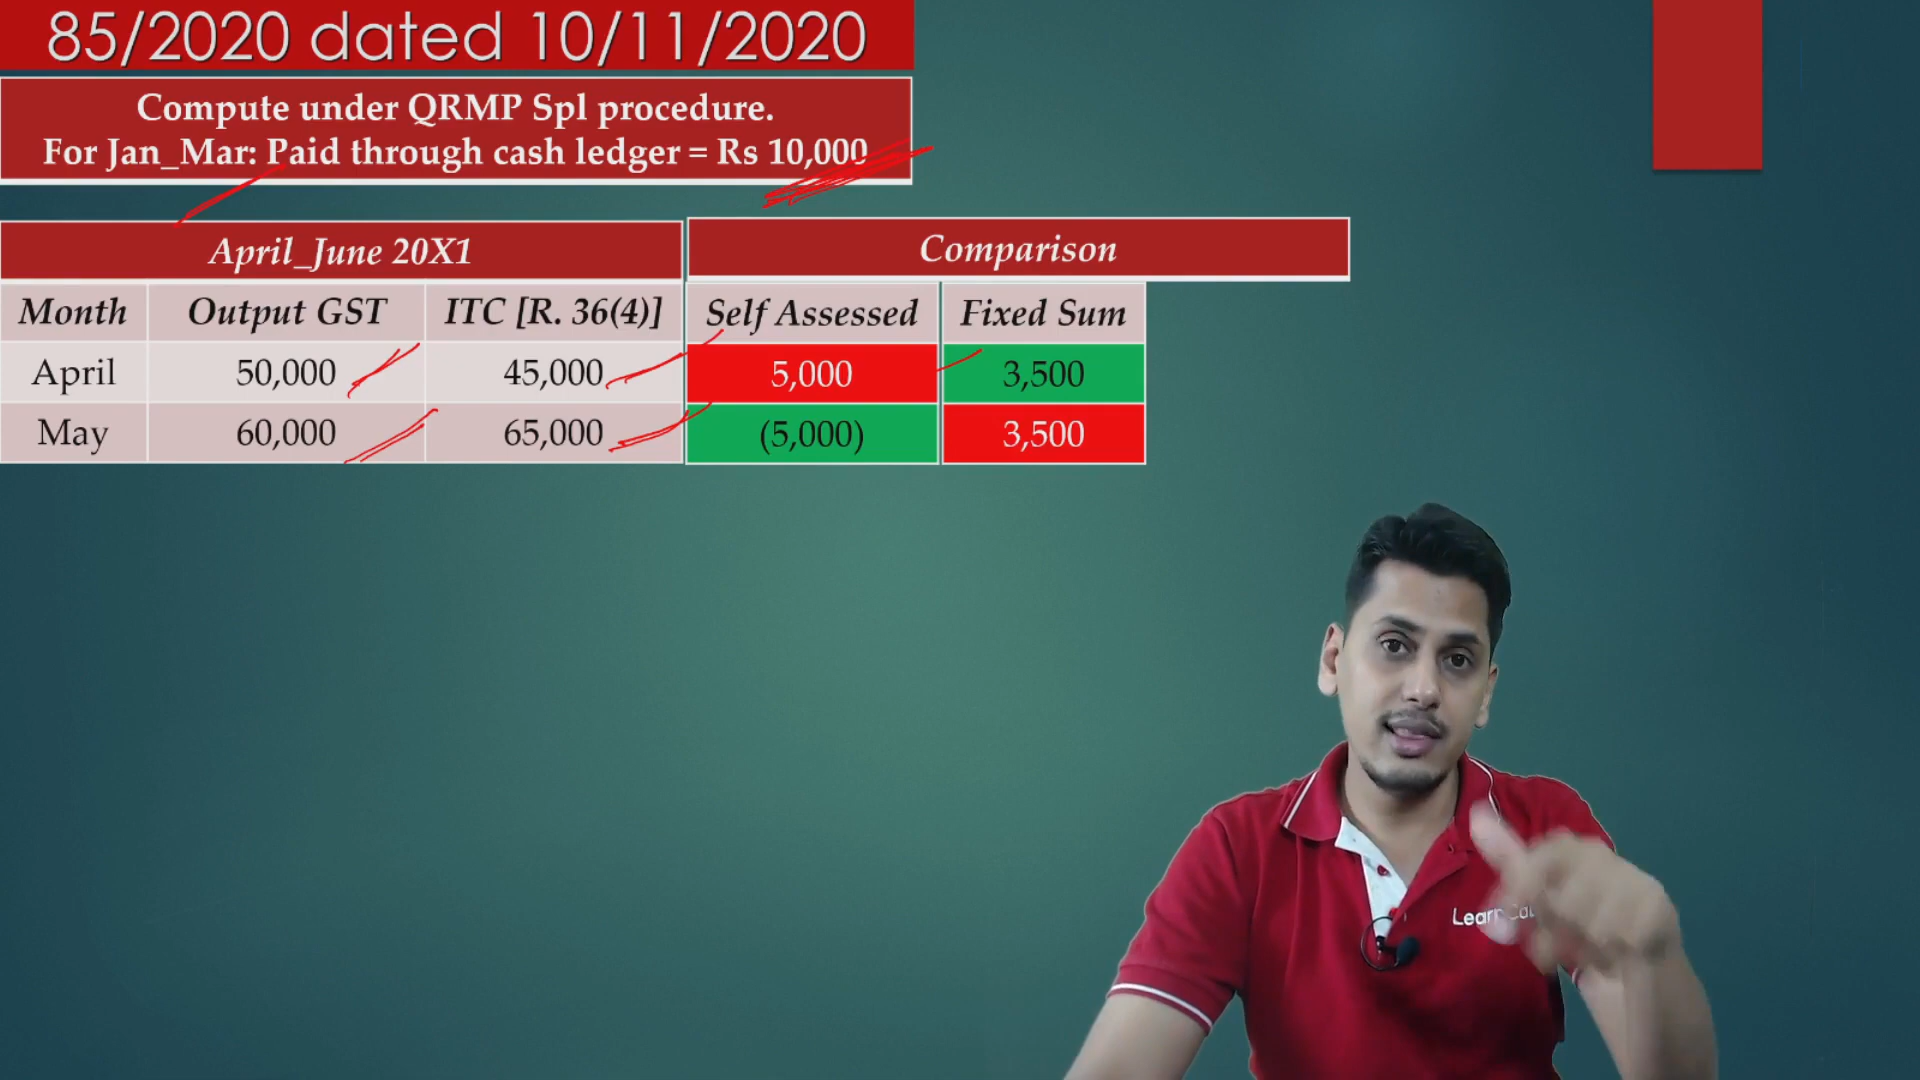 85/2020 dated 10/11/2020
Compute under QRMP Spl procedure.
For Jan_Mar: Paid through cash ledger = Rs 10,000
April_June 20X1
Comparison
Month Output GST ITC [R. 36(4)] Self Assessed Fixed Sum
April 50,000 45,000 5,000 3,500
May 60,000 65,000 (5,000) 3,500